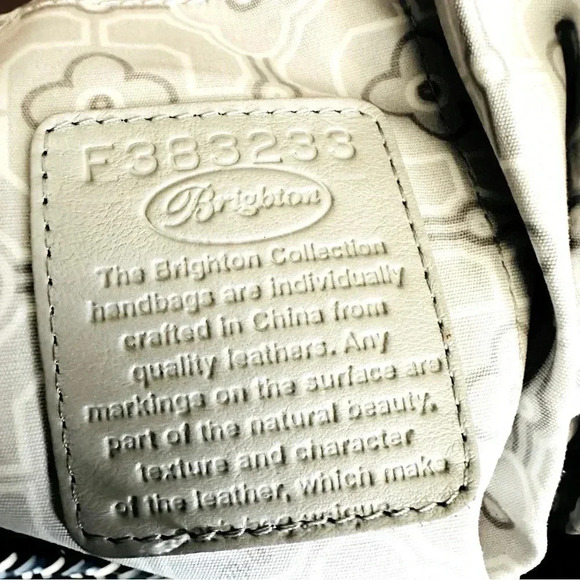 F383233
Brighton
The Brighton Collection
handbags are individually
crafted in China from
quality leathers. Any
markings on the surface are
part of the natural beauty,
texture and character
of the leather, which make
unique